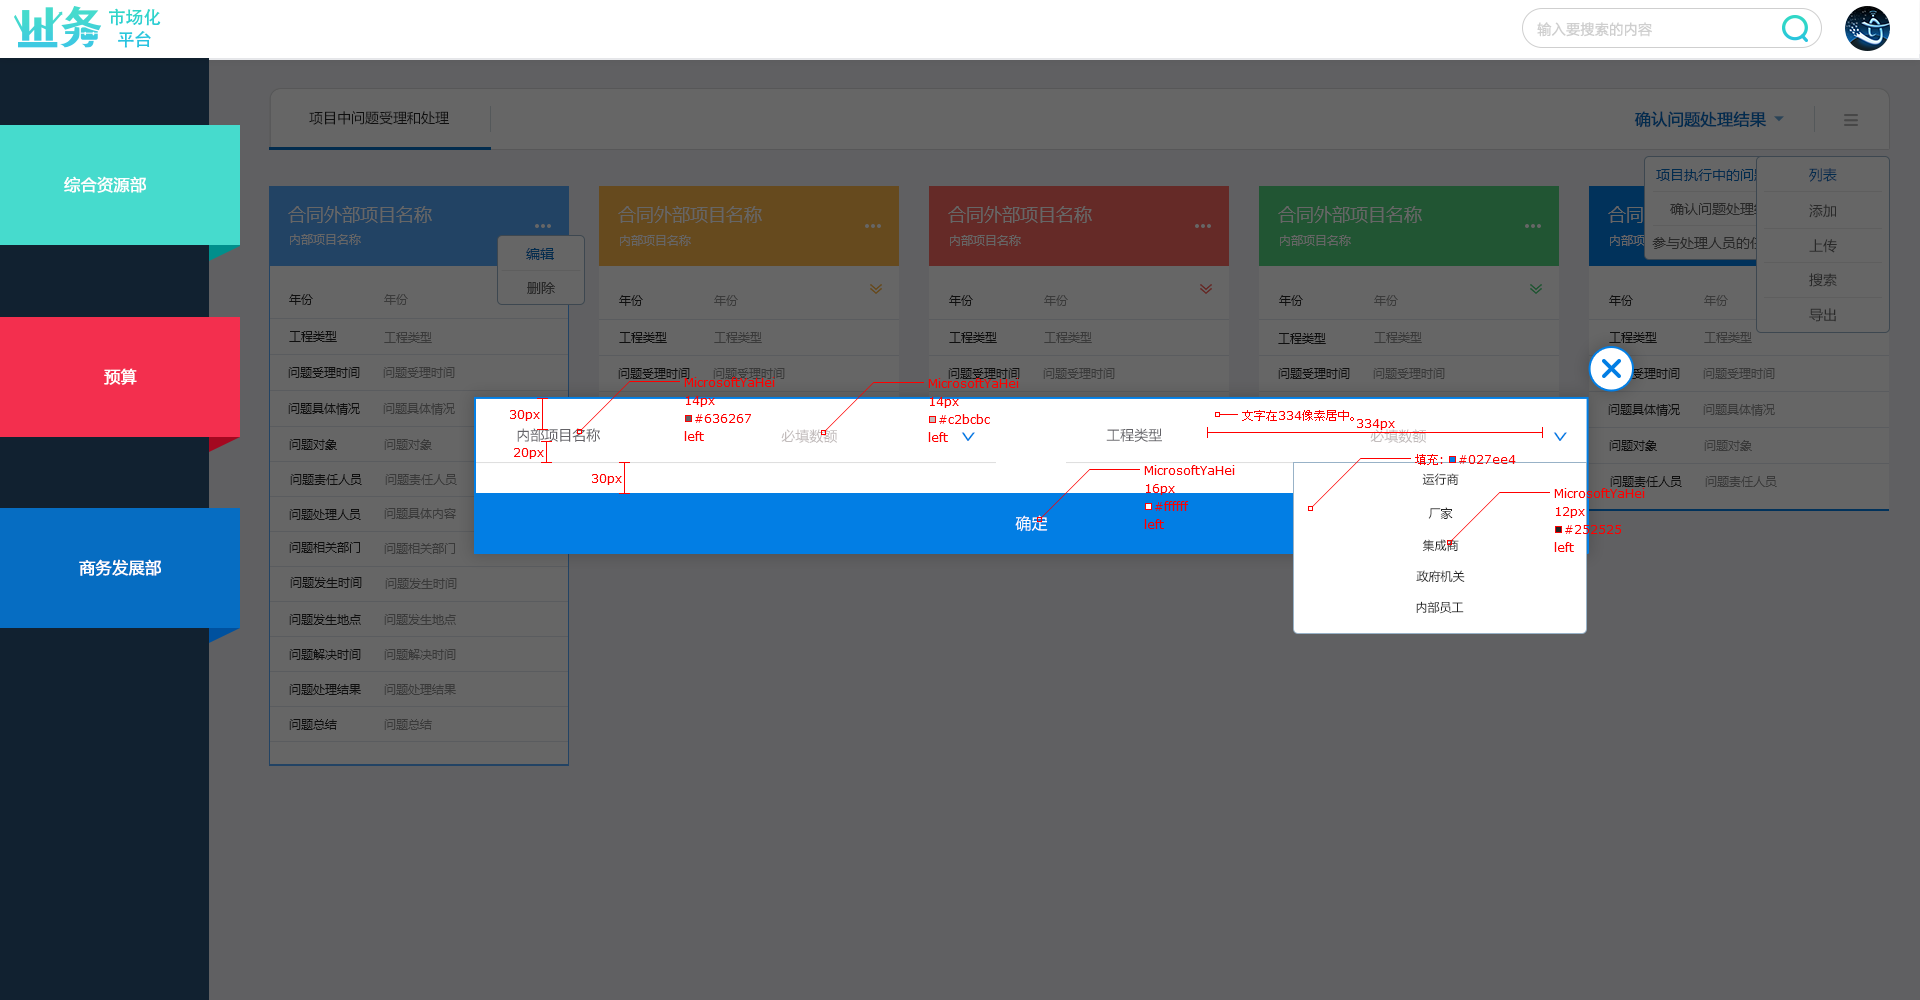 业务 市场化
平台
输入要搜索的内容
综合资源部
预算
商务发展部
项目中问题受理和处理
确认问题处理结果
项目执行中的问
确认问题处理
参与处理人员的
列表
添加
上传
搜索
导出
合同外部项目名称
内部项目名称
编辑
删除
年份 年份
工程类型 工程类型
问题受理时间 问题受理时间
问题具体情况 问题具体情况
问题对象 问题对象
问题责任人员 问题责任人员
问题处理人员 问题具体内容
问题相关部门 问题相关部门
问题发生时间 问题发生时间
问题发生地点 问题发生地点
问题解决时间 问题解决时间
问题处理结果 问题处理结果
问题总结 问题总结
合同外部项目名称
内部项目名称
年份 年份
工程类型 工程类型
问题受理时间 问题受理时间
合同外部项目名称
内部项目名称
年份 年份
工程类型 工程类型
问题受理时间 问题受理时间
合同外部项目名称
内部项目名称
年份 年份
工程类型 工程类型
问题受理时间 问题受理时间
合同
内部项
年份 年份
工程类型 工程类型
受理时间 问题受理时间
问题具体情况 问题具体情况
问题对象 问题对象
问题责任人员 问题责任人员
30px
内部项目名称
20px
30px
MicrosoftYaHei
14px
#636267
left
必填数额
MicrosoftYaHei
14px
#c2bcbc
left
工程类型
文字在334像素居中。
334px
必填数额
填充: #027ee4
确定
MicrosoftYaHei
16px
#ffffff
left
运行商
厂家
集成商
政府机关
内部员工
MicrosoftYaHei
12px
#252525
left